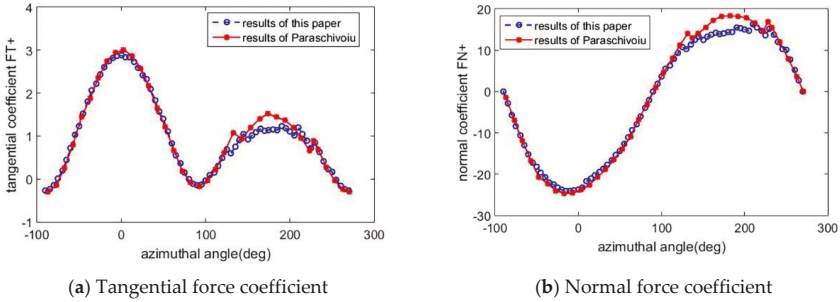 4
3
2
1
0
-1
-100
0
100
200
300
tangential coefficient FT+
azimuthal angle(deg)
results of this paper
results of Paraschivoiu
(a) Tangential force coefficient
20
10
0
-10
-20
-30
-100
0
100
200
300
normal coefficient FN+
azimuthal angle(deg)
results of this paper
results of Paraschivoiu
(b) Normal force coefficient